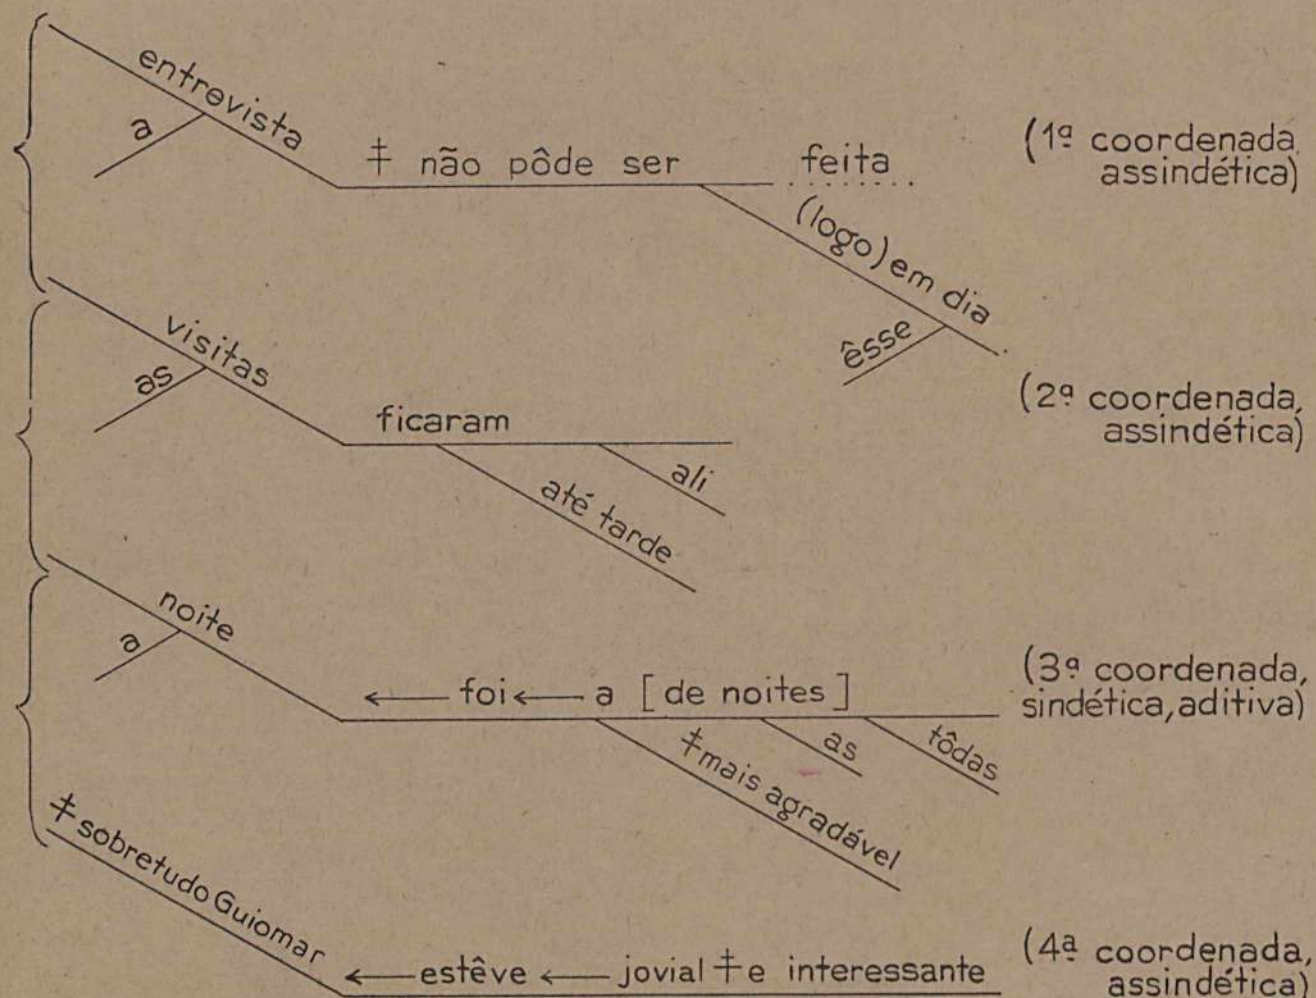 entrevista
a
‡ não pôde ser feita
(logo) em dia
êsse
(1ª coordenada,
assindética)
visitas
as
ficaram
ali
até tarde
(2ª coordenada,
assindética)
noite
a
← foi ← a [de noites]
‡ mais agradável
as
tôdas
(3ª coordenada,
sindética, aditiva)
‡ sobretudo Guiomar
← estêve ← jovial ‡ e interessante
(4ª coordenada,
assindética)